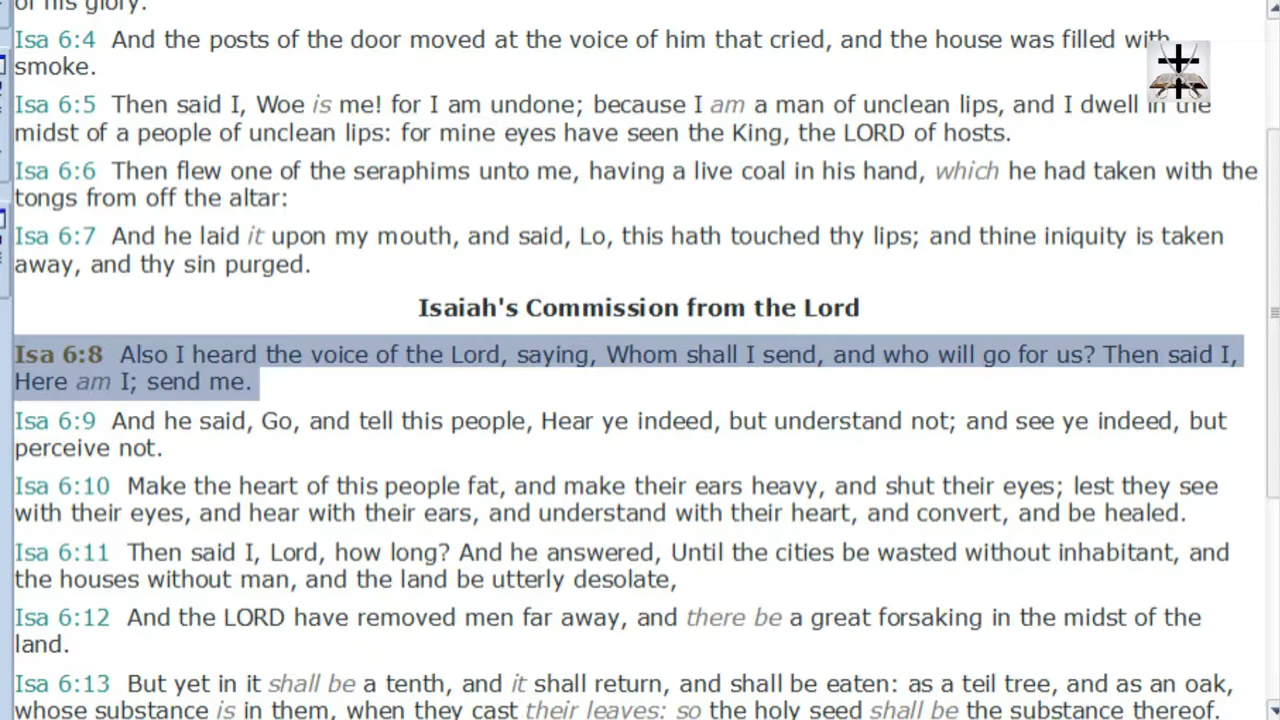 of his glory.
Isa 6:4 And the posts of the door moved at the voice of him that cried, and the house was filled with
smoke.
Isa 6:5 Then said I, Woe is me! for I am undone; because I am a man of unclean lips, and I dwell in the
midst of a people of unclean lips: for mine eyes have seen the King, the LORD of hosts.
Isa 6:6 Then flew one of the seraphims unto me, having a live coal in his hand, which he had taken with the
tongs from off the altar:
Isa 6:7 And he laid it upon my mouth, and said, Lo, this hath touched thy lips; and thine iniquity is taken
away, and thy sin purged.
Isaiah's Commission from the Lord
Isa 6:8 Also I heard the voice of the Lord, saying, Whom shall I send, and who will go for us? Then said I,
Here am I; send me.
Isa 6:9 And he said, Go, and tell this people, Hear ye indeed, but understand not; and see ye indeed, but
perceive not.
Isa 6:10 Make the heart of this people fat, and make their ears heavy, and shut their eyes; lest they see
with their eyes, and hear with their ears, and understand with their heart, and convert, and be healed.
Isa 6:11 Then said I, Lord, how long? And he answered, Until the cities be wasted without inhabitant, and
the houses without man, and the land be utterly desolate,
Isa 6:12 And the LORD have removed men far away, and there be a great forsaking in the midst of the
land.
Isa 6:13 But yet in it shall be a tenth, and it shall return, and shall be eaten: as a teil tree, and as an oak,
whose substance is in them, when they cast their leaves: so the holy seed shall be the substance thereof.